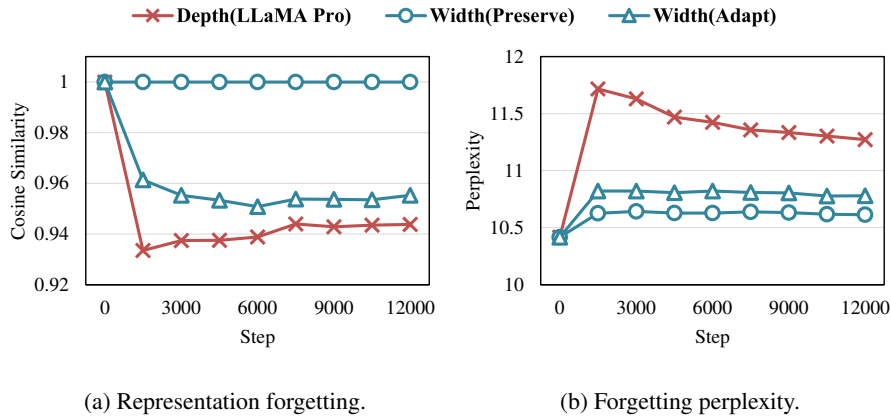 Depth(LLaMA Pro) Width(Preserve) Width(Adapt)
Cosine Similarity
1
0.98
0.96
0.94
0.92
0 3000 6000 9000 12000
Step
(a) Representation forgetting.
Perplexity
12
11.5
11
10.5
10
0 3000 6000 9000 12000
Step
(b) Forgetting perplexity.